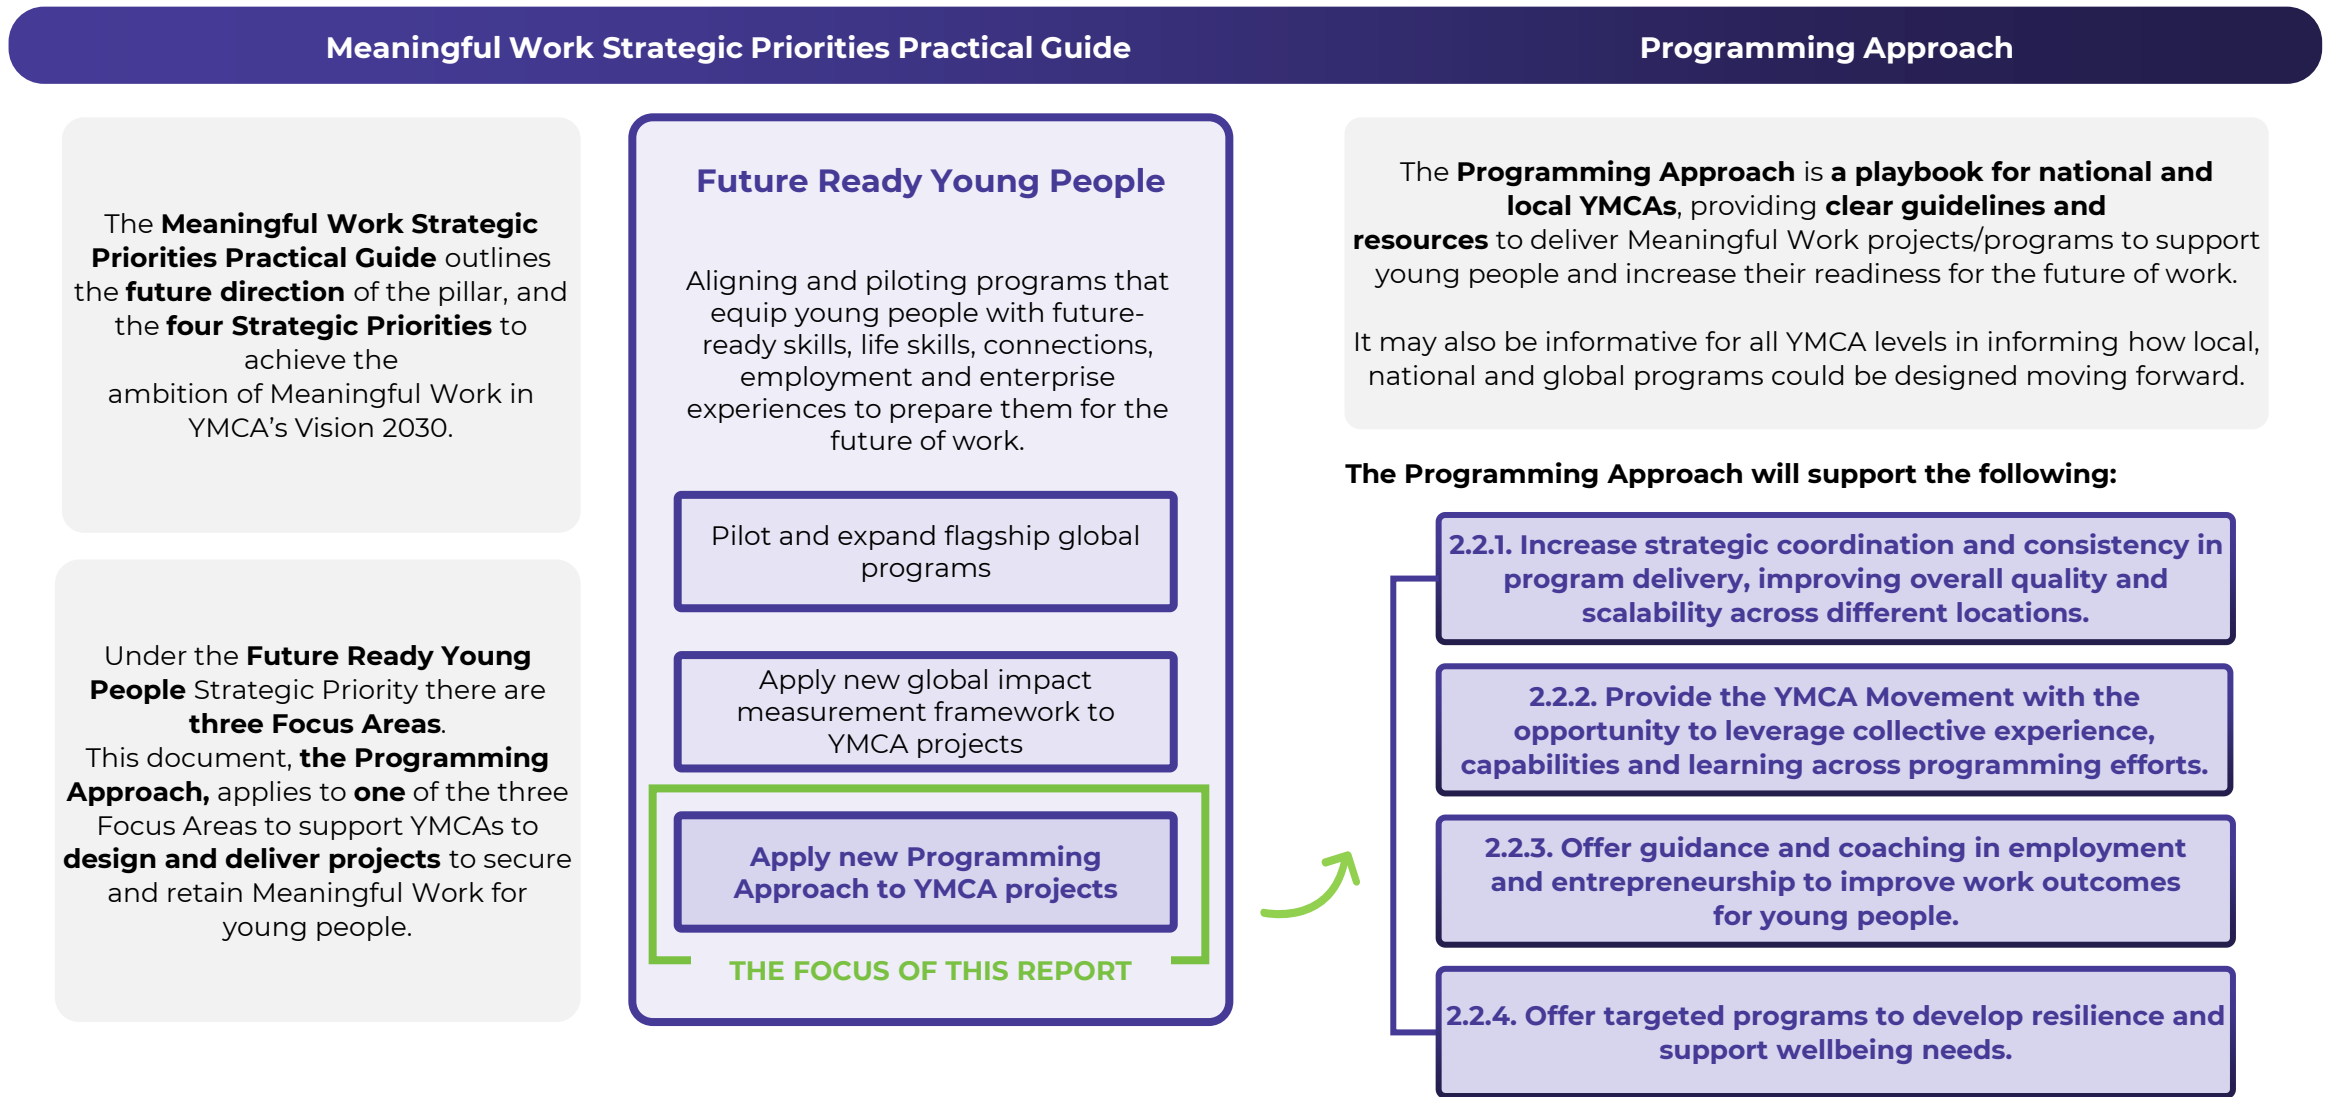 Meaningful Work Strategic Priorities Practical Guide
Programming Approach
The Meaningful Work Strategic
Priorities Practical Guide outlines
the future direction of the pillar, and
the four Strategic Priorities to
achieve the
ambition of Meaningful Work in
YMCA's Vision 2030.
Under the Future Ready Young
People Strategic Priority there are
three Focus Areas.
This document, the Programming
Approach, applies to one of the three
Focus Areas to support YMCAs to
design and deliver projects to secure
and retain Meaningful Work for
young people.
Future Ready Young People
Aligning and piloting programs that
equip young people with future-
ready skills, life skills, connections,
employment and enterprise
experiences to prepare them for the
future of work.
Pilot and expand flagship global
programs
Apply new global impact
measurement framework to
YMCA projects
Apply new Programming
Approach to YMCA projects
THE FOCUS OF THIS REPORT
The Programming Approach is a playbook for national and
local YMCAs, providing clear guidelines and
resources to deliver Meaningful Work projects/programs to support
young people and increase their readiness for the future of work.
It may also be informative for all YMCA levels in informing how local,
national and global programs could be designed moving forward.
The Programming Approach will support the following:
2.2.1. Increase strategic coordination and consistency in
program delivery, improving overall quality and
scalability across different locations.
2.2.2. Provide the YMCA Movement with the
opportunity to leverage collective experience,
capabilities and learning across programming efforts.
2.2.3. Offer guidance and coaching in employment
and entrepreneurship to improve work outcomes
for young people.
2.2.4. Offer targeted programs to develop resilience and
support wellbeing needs.